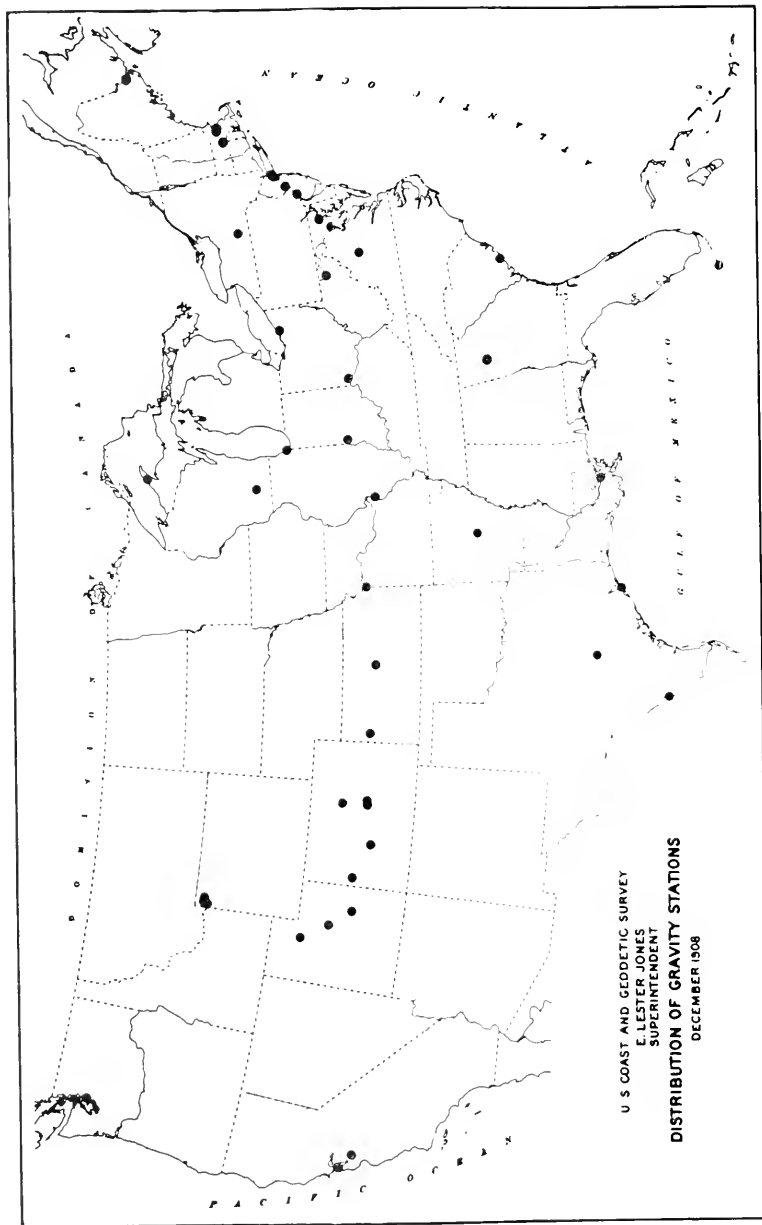 DOMINION OF CANADA
ATLANTIC OCEAN
PACIFIC OCEAN
GULF OF MEXICO
U S COAST AND GEODETIC SURVEY
E. LESTER JONES
SUPERINTENDENT
DISTRIBUTION OF GRAVITY STATIONS
DECEMBER 1908